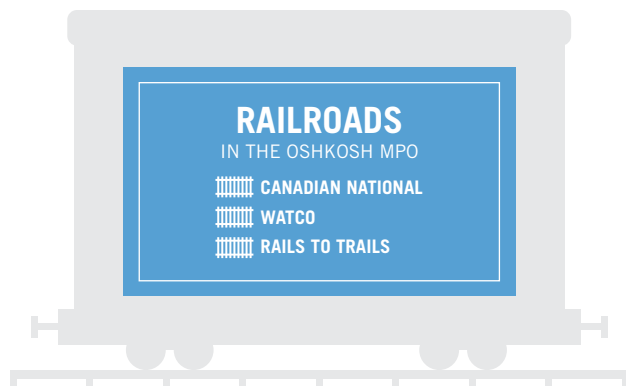 RAILROADS
IN THE OSHKOSH MPO
CANADIAN NATIONAL
WATCO
RAILS TO TRAILS